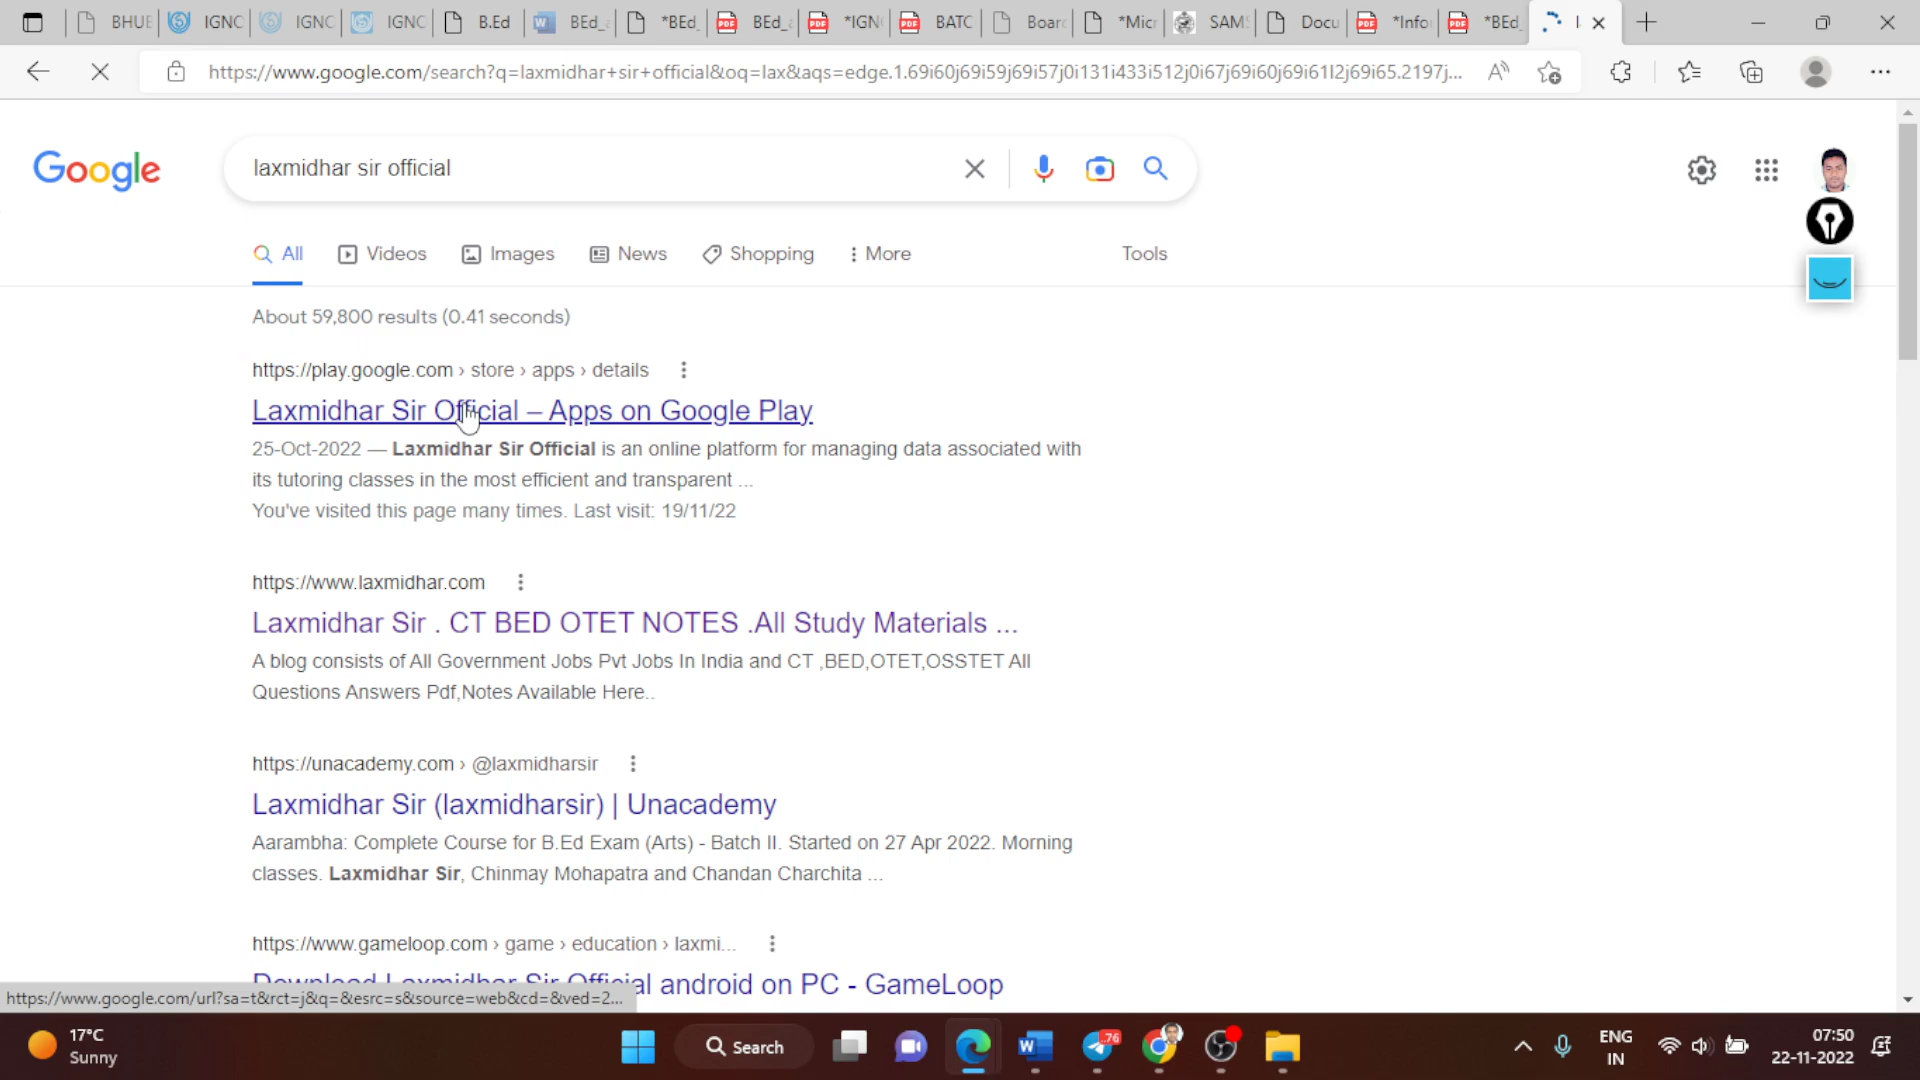 BHUE IGNC IGNC IGNC B.Ed BEd_ *BEd_ BEd_ *IGN BATC Boar *Micr SAM Docu *Info *BEd_
https://www.google.com/search?q=laxmidhar+sir+official&oq=lax&aqs=edge.1.69i60j69i59j69i57j0i131i433i512j0i67j69i60j69i61l2j69i65.2197j...
Google
laxmidhar sir official
All Videos Images News Shopping More Tools
About 59,800 results (0.41 seconds)
https://play.google.com › store › apps › details
Laxmidhar Sir Official – Apps on Google Play
25-Oct-2022 — Laxmidhar Sir Official is an online platform for managing data associated with
its tutoring classes in the most efficient and transparent ...
You've visited this page many times. Last visit: 19/11/22
https://www.laxmidhar.com
Laxmidhar Sir . CT BED OTET NOTES .All Study Materials ...
A blog consists of All Government Jobs Pvt Jobs In India and CT ,BED,OTET,OSSTET All
Questions Answers Pdf,Notes Available Here..
https://unacademy.com › @laxmidharsir
Laxmidhar Sir (laxmidharsir) | Unacademy
Aarambha: Complete Course for B.Ed Exam (Arts) - Batch II. Started on 27 Apr 2022. Morning
classes. Laxmidhar Sir, Chinmay Mohapatra and Chandan Charchita ...
https://www.gameloop.com › game › education › laxmi...
Download Laxmidhar Sir Official android on PC - GameLoop
https://www.google.com/url?sa=t&rct=j&q=&esrc=s&source=web&cd=&ved=2...
17°C
Sunny
Search
76
ENG
IN
07:50
22-11-2022